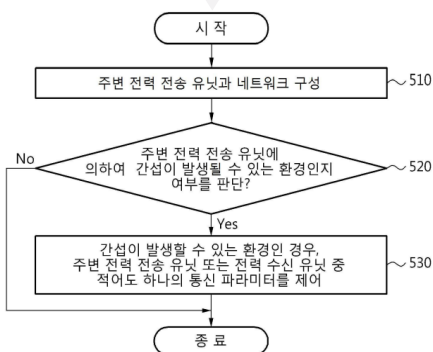 시 작
주변 전력 전송 유닛과 네트워크 구성
510
주변 전력 전송 유닛에
의하여 간섭이 발생될 수 있는 환경인지
여부를 판단?
520
No
Yes
간섭이 발생할 수 있는 환경인 경우,
주변 전력 전송 유닛 또는 전력 수신 유닛 중
적어도 하나의 통신 파라미터를 제어
530
종 료